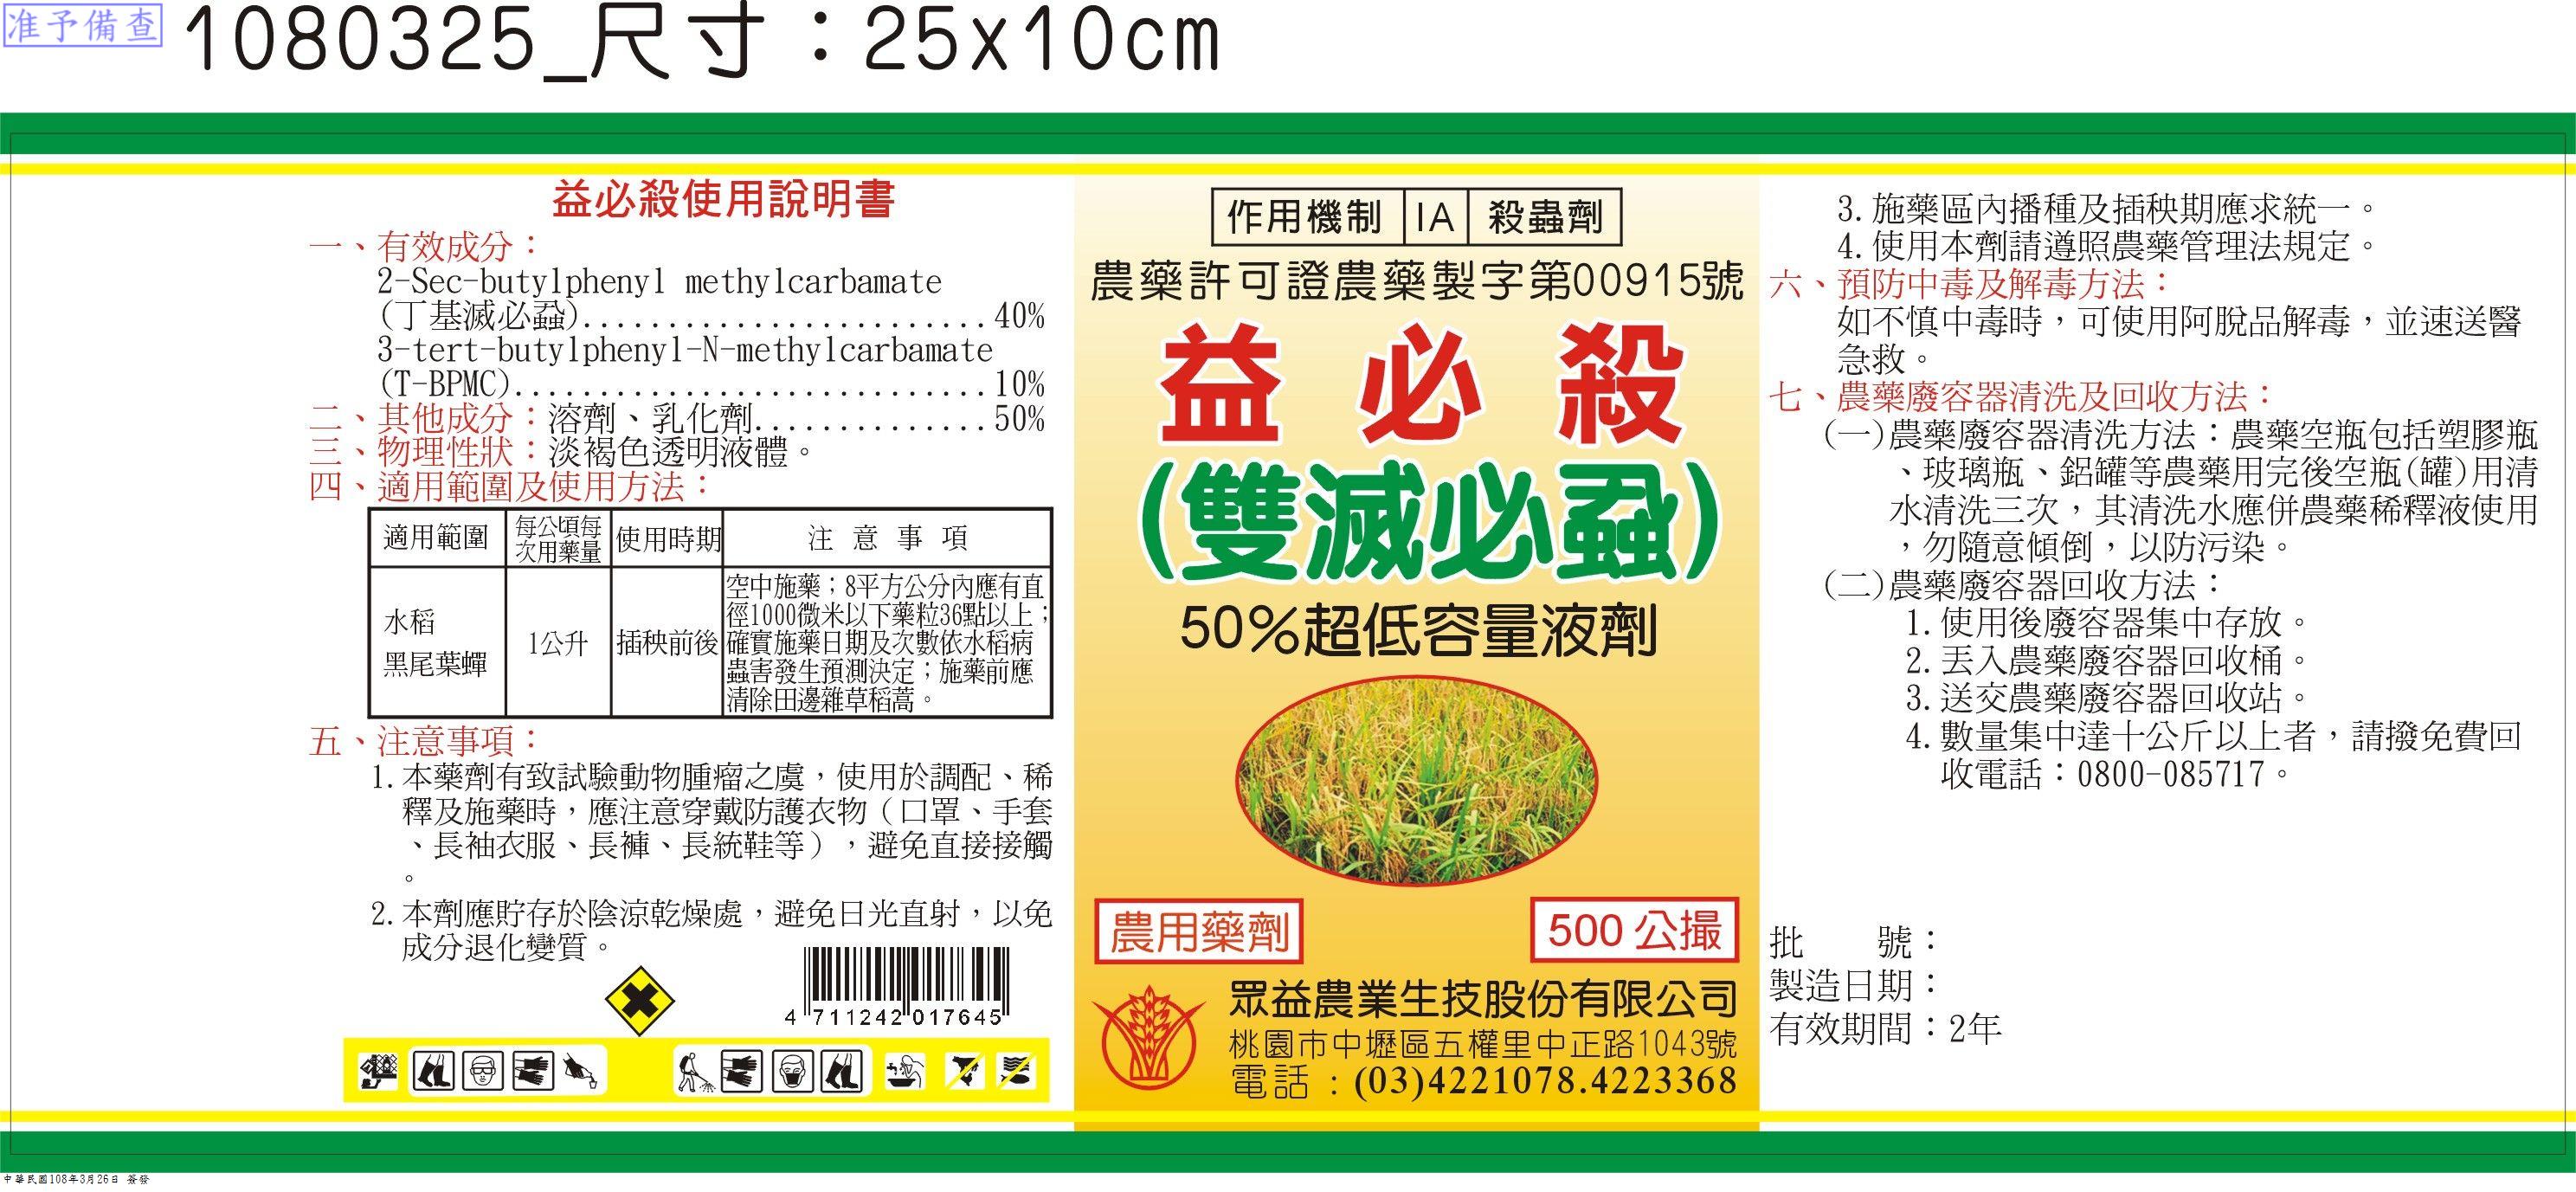 准予備查
1080325_尺寸：25x10cm
益必殺使用說明書
一、有效成分：
2-Sec-butylphenyl methylcarbamate
(丁基滅必蝨)........................40%
3-tert-butylphenyl-N-methylcarbamate
(T-BPMC)............................10%
二、其他成分：溶劑、乳化劑..............50%
三、物理性狀：淡褐色透明液體。
四、適用範圍及使用方法：
適用範圍 每公頃每次用藥量 使用時期 注 意 事 項
水稻
黑尾葉蟬
1公升
插秧前後
空中施藥；8平方公分內應有直
徑1000微米以下藥粒36點以上；
確實施藥日期及次數依水稻病
蟲害發生預測決定；施藥前應
清除田邊雜草稻蒿。
五、注意事項：
1.本藥劑有致試驗動物腫瘤之虞，使用於調配、稀
釋及施藥時，應注意穿戴防護衣物（口罩、手套
、長袖衣服、長褲、長統鞋等），避免直接接觸
。
2.本劑應貯存於陰涼乾燥處，避免日光直射，以免
成分退化變質。
4 711242 017645
作用機制 IA 殺蟲劑
農藥許可證農藥製字第00915號
益必殺
(雙滅必蝨)
50%超低容量液劑
農用藥劑
500公撮
眾益農業生技股份有限公司
桃園市中壢區五權里中正路1043號
電話：(03)4221078.4223368
3.施藥區內播種及插秧期應求統一。
4.使用本劑請遵照農藥管理法規定。
六、預防中毒及解毒方法：
如不慎中毒時，可使用阿脫品解毒，並速送醫
急救。
七、農藥廢容器清洗及回收方法：
(一)農藥廢容器清洗方法：農藥空瓶包括塑膠瓶
、玻璃瓶、鋁罐等農藥用完後空瓶(罐)用清
水清洗三次，其清洗水應併農藥稀釋液使用
，勿隨意傾倒，以防污染。
(二)農藥廢容器回收方法：
1.使用後廢容器集中存放。
2.丟入農藥廢容器回收桶。
3.送交農藥廢容器回收站。
4.數量集中達十公斤以上者，請撥免費回
收電話：0800-085717。
批　　號：
製造日期：
有效期間：2年
中華民國108年3月26日 簽發